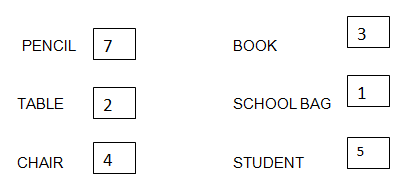 PENCIL 7 BOOK 3
TABLE 2 SCHOOL BAG 1
CHAIR 4 STUDENT 5